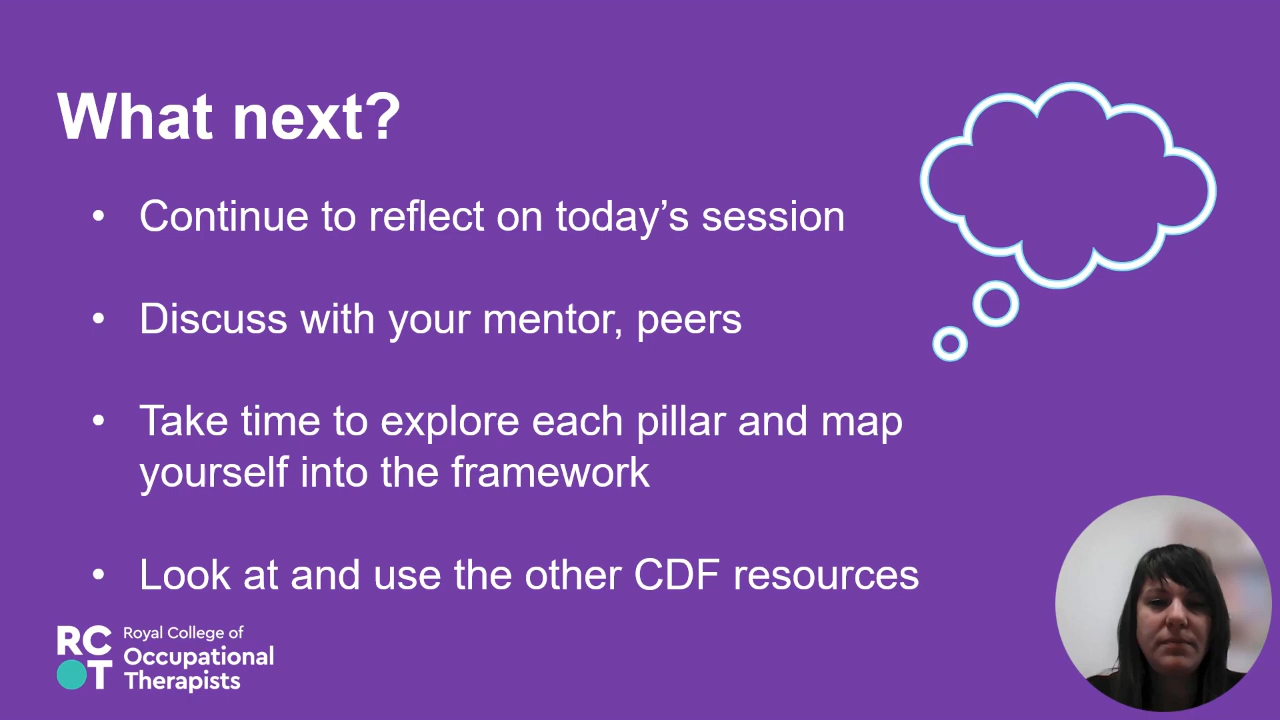 What next?
• Continue to reflect on today’s session
• Discuss with your mentor, peers
• Take time to explore each pillar and map
yourself into the framework
• Look at and use the other CDF resources
RC
OT
Royal College of
Occupational
Therapists